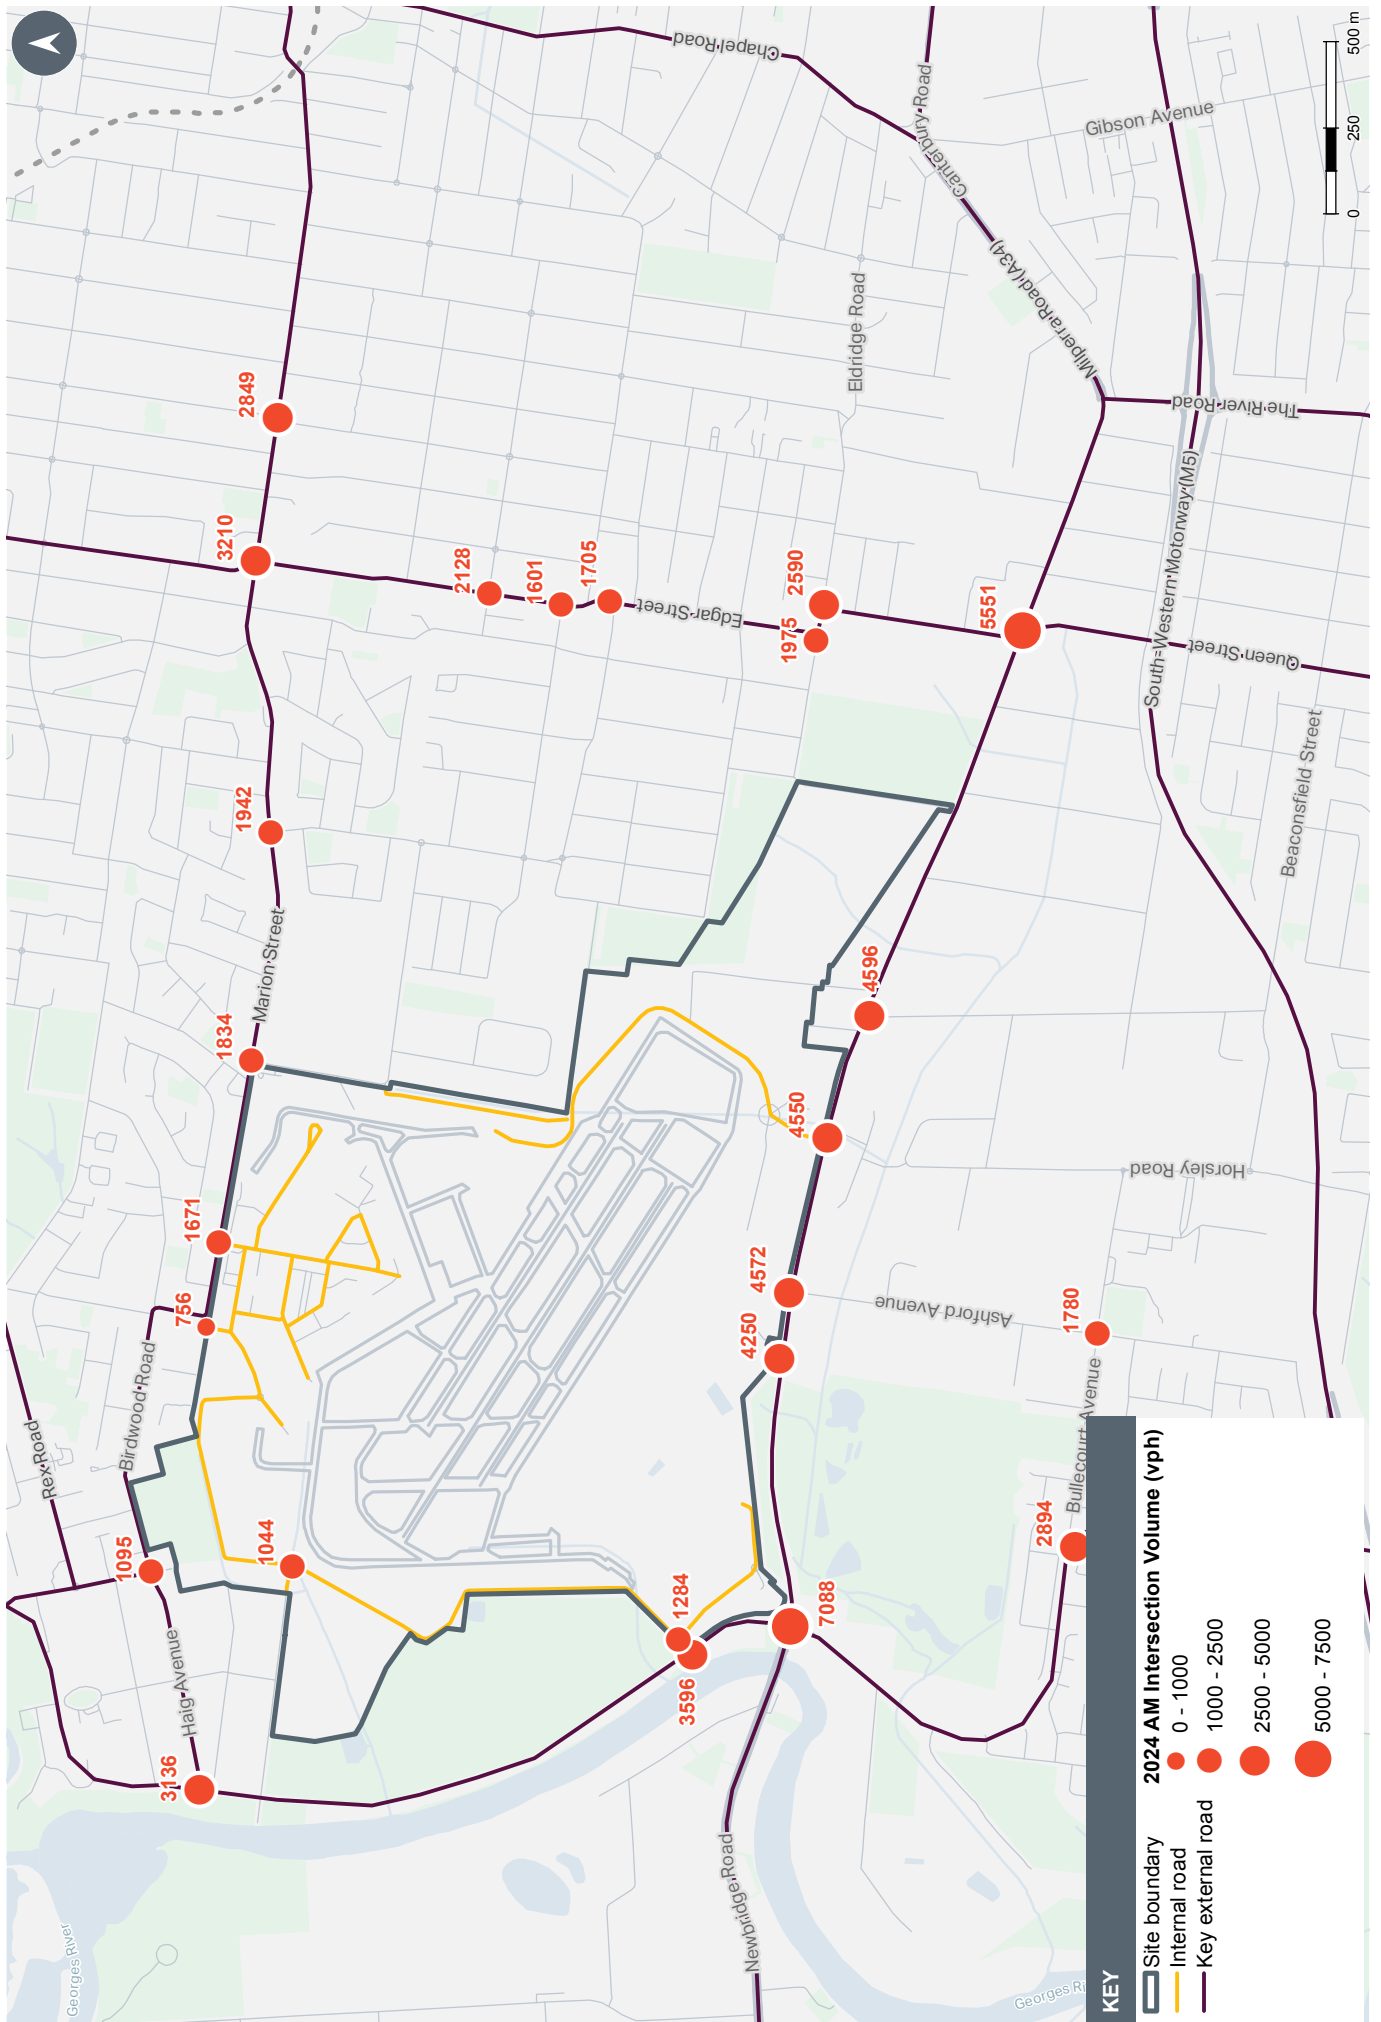 Chapel Road
Canterbury Road
Gibson Avenue
Milperra Road (A34)
Eldridge Road
The River Road
South-Western Motorway (M5)
Queen Street
Edgar Street
Beaconsfield Street
Marion Street
Horsley Road
Ashford Avenue
Bullecourt Avenue
Birdwood Road
Rex Road
Haig Avenue
Newbridge Road
Georges River
Georges Ri
2849
3210
2128
1601
1705
2590
1975
5551
1942
1834
4596
4550
1671
756
4572
4250
1780
1095
1044
2894
1284
3596
7088
3136
0
250
500 m
KEY
Site boundary
Internal road
Key external road
2024 AM Intersection Volume (vph)
0 - 1000
1000 - 2500
2500 - 5000
5000 - 7500